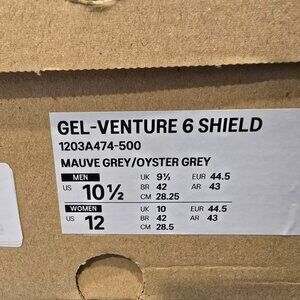 GEL-VENTURE 6 SHIELD
1203A474-500
MAUVE GREY/OYSTER GREY
MEN UK 9½ EUR 44.5
US 10½ BR 42 AR 43
CM 28.25
WOMEN UK 10 EUR 44.5
US 12 BR 42 AR 43
CM 28.5